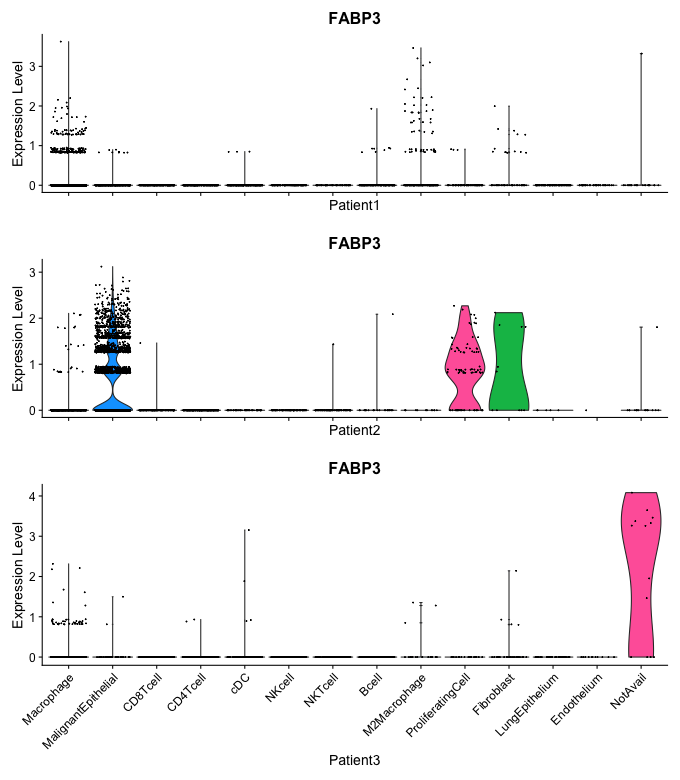 FABP3
Expression Level
3
2
1
0
Patient1
FABP3
Expression Level
3
2
1
0
Patient2
FABP3
Expression Level
4
3
2
1
0
Macrophage
MalignantEpithelial
CD8Tcell
CD4Tcell
cDC
NKcell
NKTcell
Bcell
M2Macrophage
ProliferatingCell
Fibroblast
LungEpithelium
Endothelium
NotAvail
Patient3